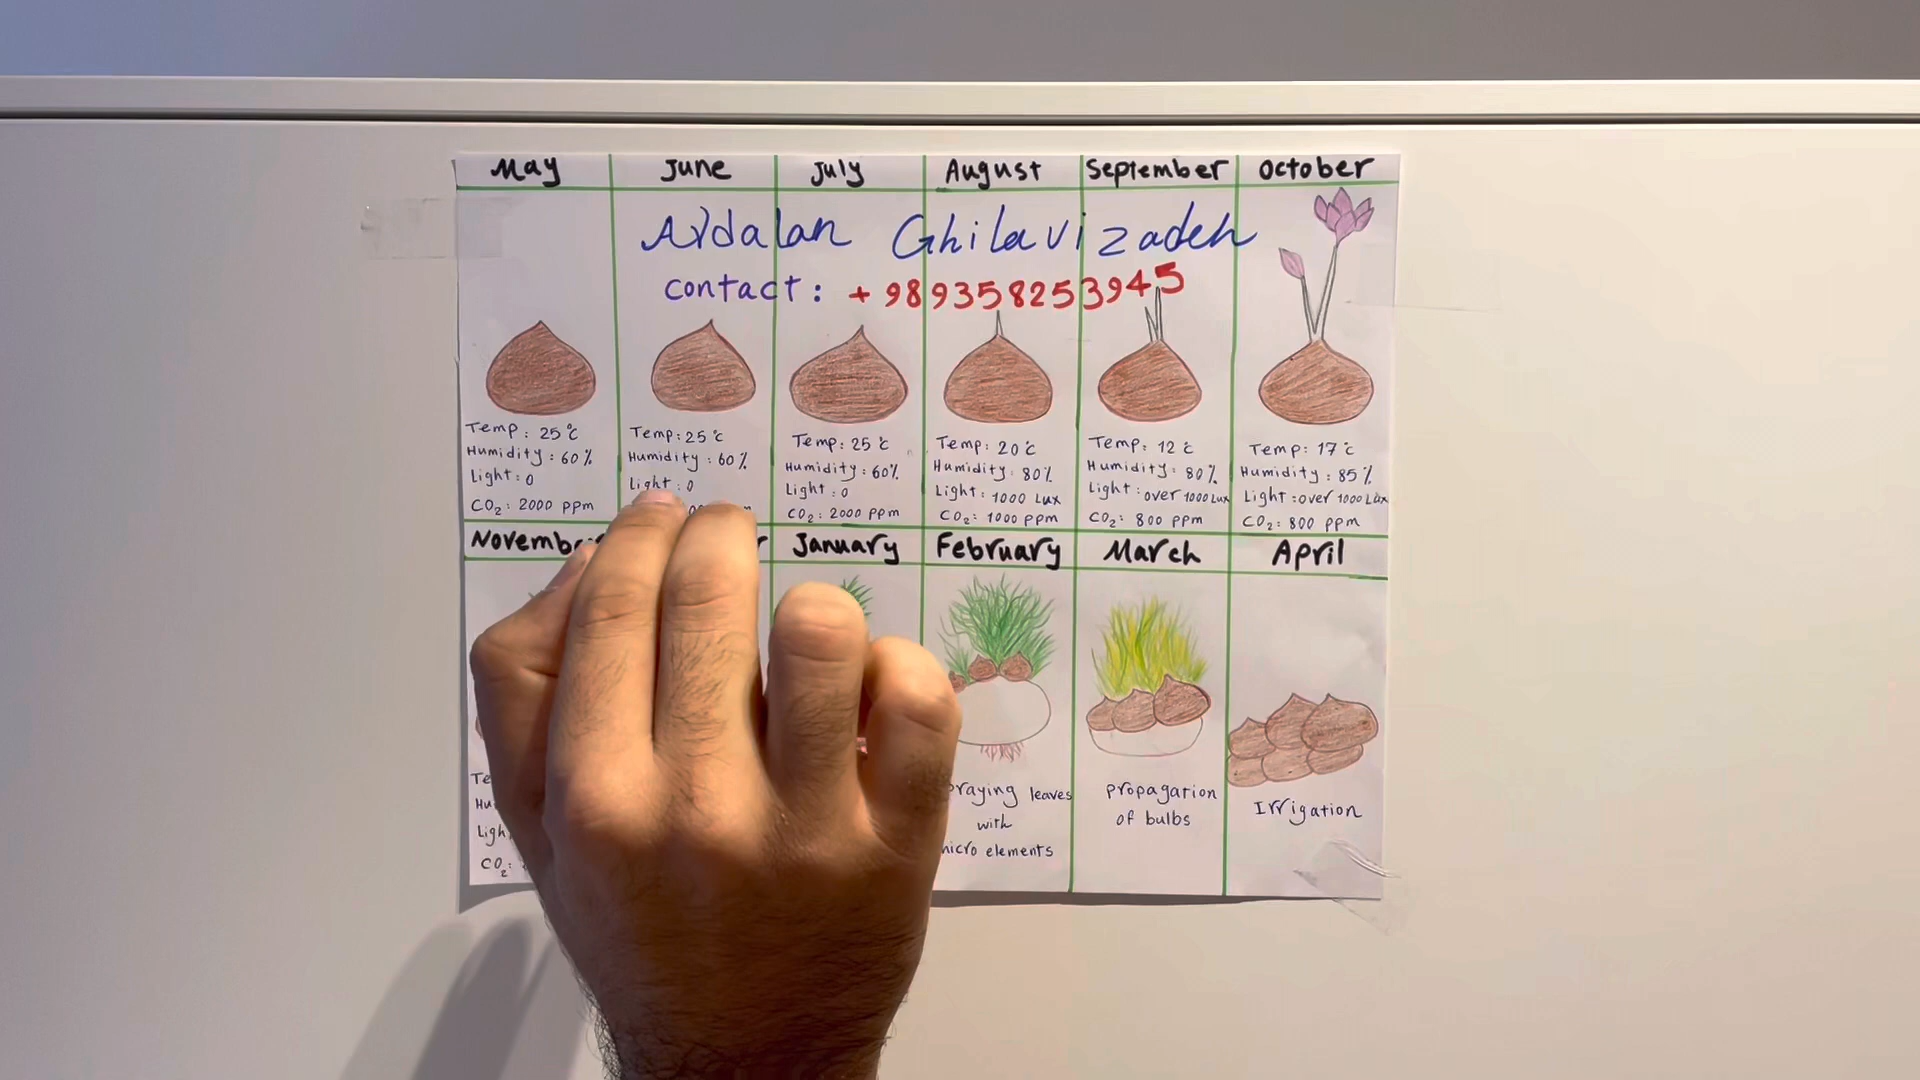 May June July August September October
Ardalan Ghilavizadeh
contact: +989358253945
Temp: 25°C
Humidity: 60%
Light: 0
CO2: 2000 ppm
Temp: 25°C
Humidity: 60%
Light: 0
Temp: 25°C
Humidity: 60%
Light: 0
CO2: 2000 ppm
Temp: 20°C
Humidity: 80%
Light: 1000 Lux
CO2: 1000 ppm
Temp: 12°C
Humidity: 80%
Light: over 1000 Lux
CO2: 800 ppm
Temp: 17°C
Humidity: 85%
Light: over 1000 Lux
CO2: 800 ppm
January February March April
CO2:
leaves
with
elements
propagation
of bulbs
Irrigation